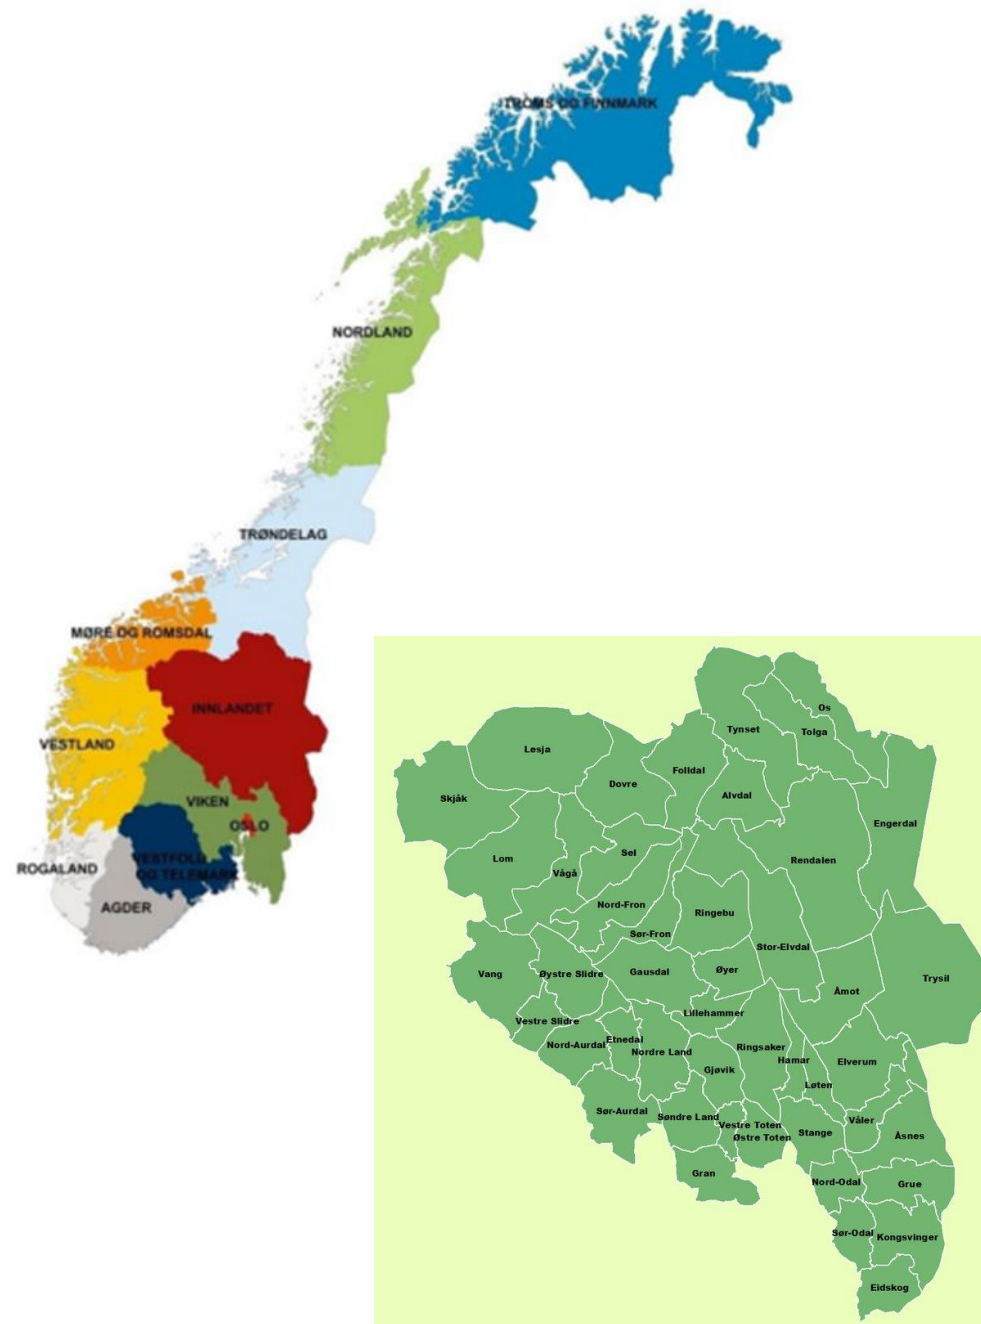 TROMS OG FINNMARK
NORDLAND
TRØNDELAG
MØRE OG ROMSDAL
INNLANDET
VESTLAND
VIKEN
OSLO
ROGALAND
VESTFOLD
OG TELEMARK
AGDER
Os
Tynset
Tolga
Lesja
Folldal
Dovre
Alvdal
Skjåk
Engerdal
Sel
Rendalen
Lom
Vågå
Nord-Fron
Ringebu
Sør-Fron
Stor-Elvdal
Vang
Øystre Slidre
Gausdal
Øyer
Trysil
Åmot
Lillehammer
Vestre Slidre
Etnedal
Nord-Aurdal
Nordre Land
Ringsaker
Hamar
Elverum
Gjøvik
Løten
Sør-Aurdal
Søndre Land
Vestre Toten
Østre Toten
Stange
Våler
Åsnes
Gran
Nord-Odal
Grue
Sør-Odal
Kongsvinger
Eidskog